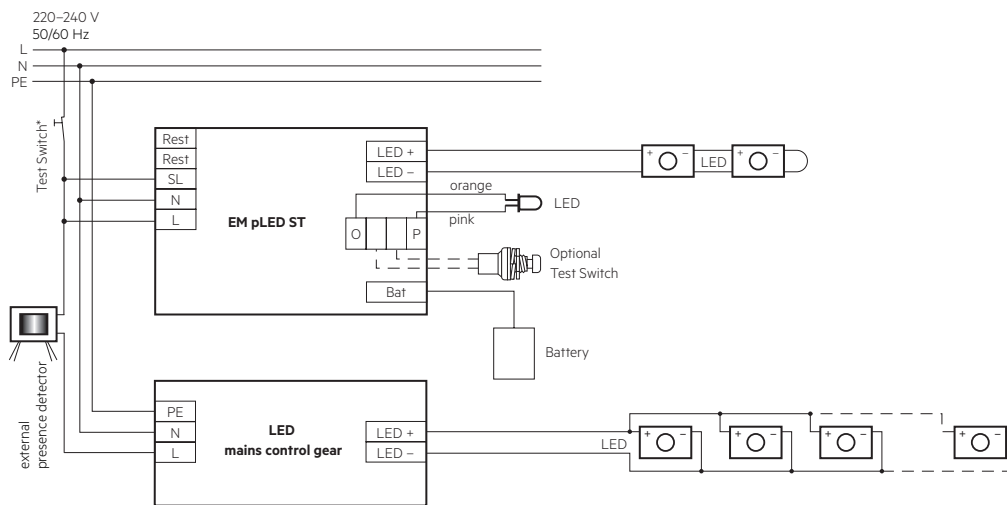 220–240 V
50/60 Hz
L
N
PE
Test Switch*
Rest
Rest
SL
N
L
EM pLED ST
LED +
LED –
+ – LED + –
orange
LED
pink
O P
Optional
Test Switch
Bat
Battery
external
presence detector
PE
N
L
LED
mains control gear
LED +
LED –
LED
+ – + – + – + –